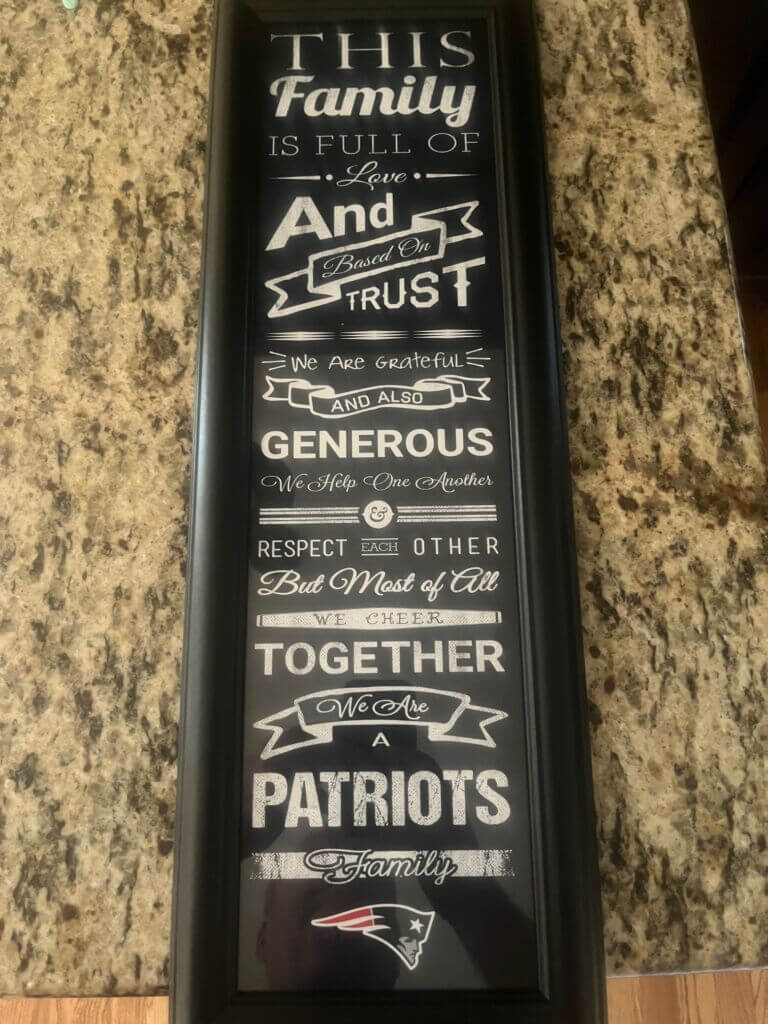 THIS
Family
IS FULL OF
Love
And
Based On
TRUST
We Are Grateful
AND ALSO
GENEROUS
We Help One Another
&
RESPECT EACH OTHER
But Most of All
WE CHEER
TOGETHER
We Are
A
PATRIOTS
Family